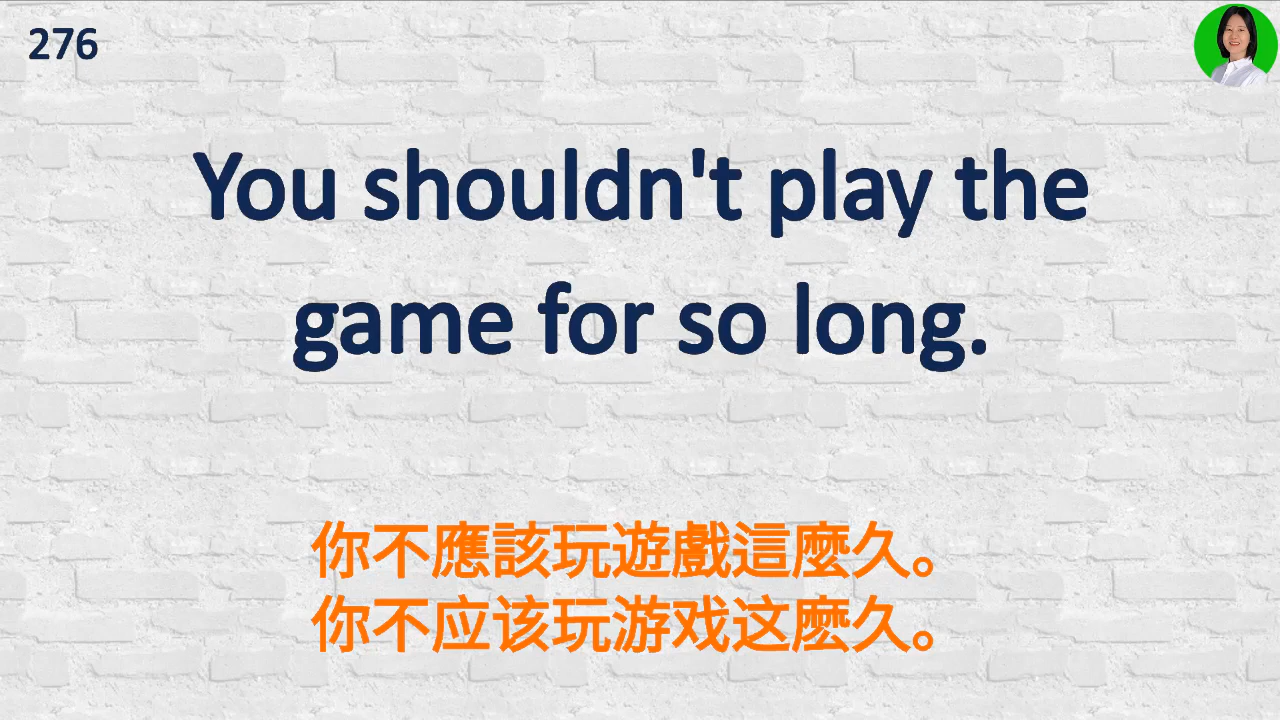 276
You shouldn't play the
game for so long.
你不應該玩遊戲這麼久。
你不应该玩游戏这麽久。